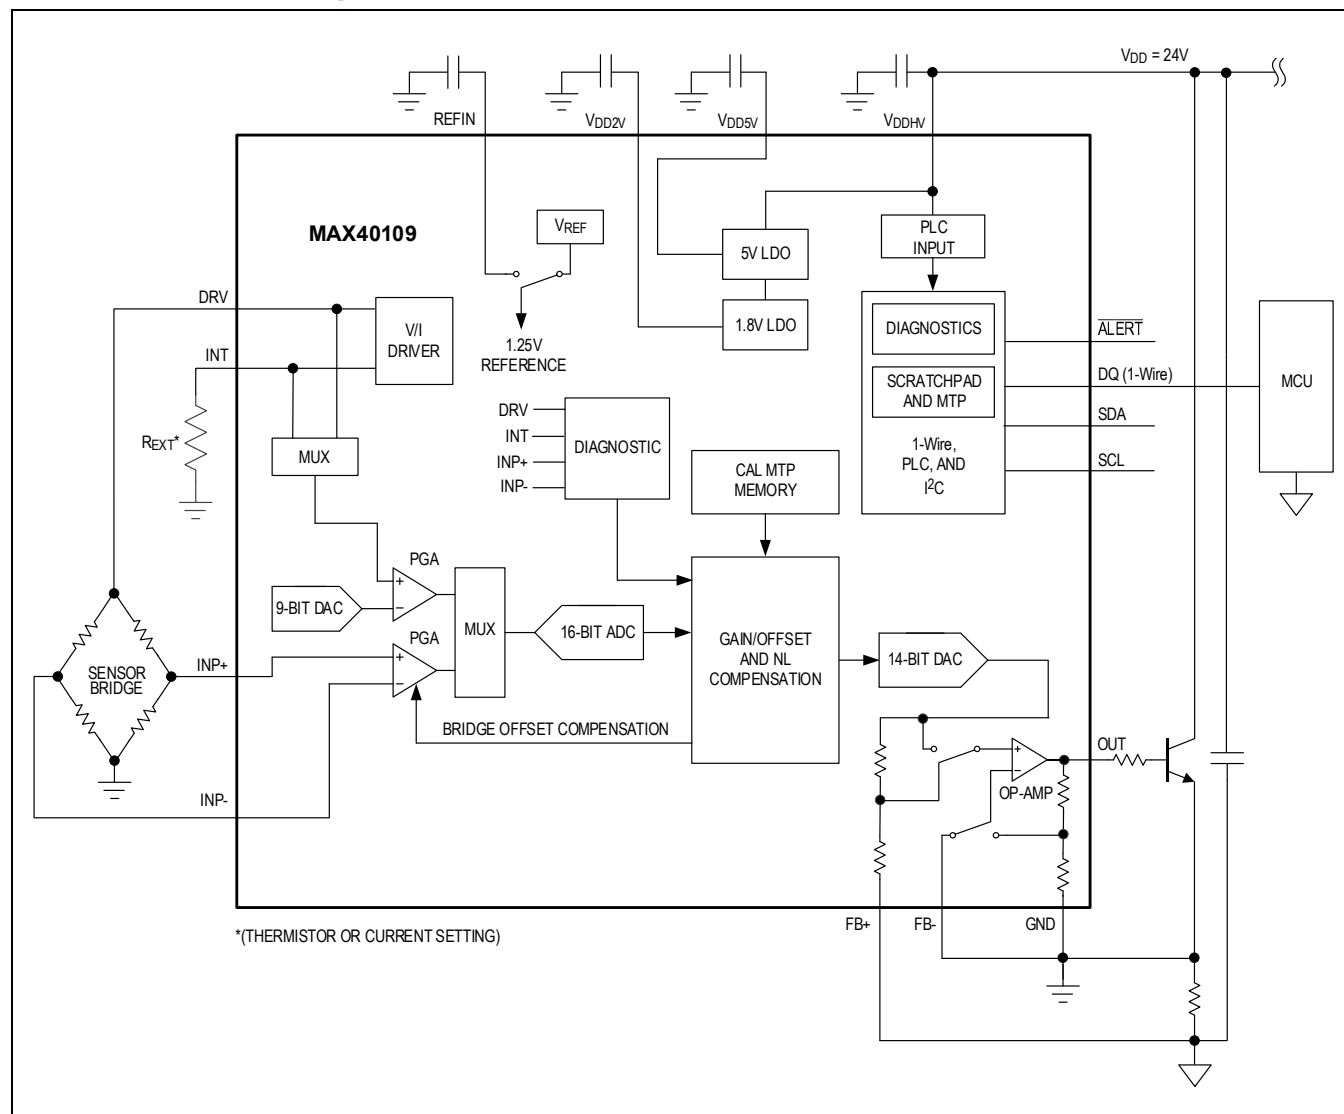 VDD = 24V
REFIN
VDD2V
VDD5V
VDDHV
MAX40109
VREF
5V LDO
PLC
INPUT
DRV
V/I
DRIVER
1.8V LDO
DIAGNOSTICS
ALERT
1.25V
REFERENCE
INT
SCRATCHPAD
AND MTP
DQ (1-Wire)
MCU
DRV
INT
INP+
INP-
DIAGNOSTIC
SDA
REXT*
MUX
CAL MTP
MEMORY
1-Wire,
PLC, AND
I2C
SCL
PGA
+
−
9-BIT DAC
MUX
16-BIT ADC
PGA
+
−
GAIN/OFFSET
AND NL
COMPENSATION
14-BIT DAC
INP+
SENSOR
BRIDGE
BRIDGE OFFSET COMPENSATION
OUT
+
−
OP-AMP
INP-
FB+
FB-
GND
*(THERMISTOR OR CURRENT SETTING)